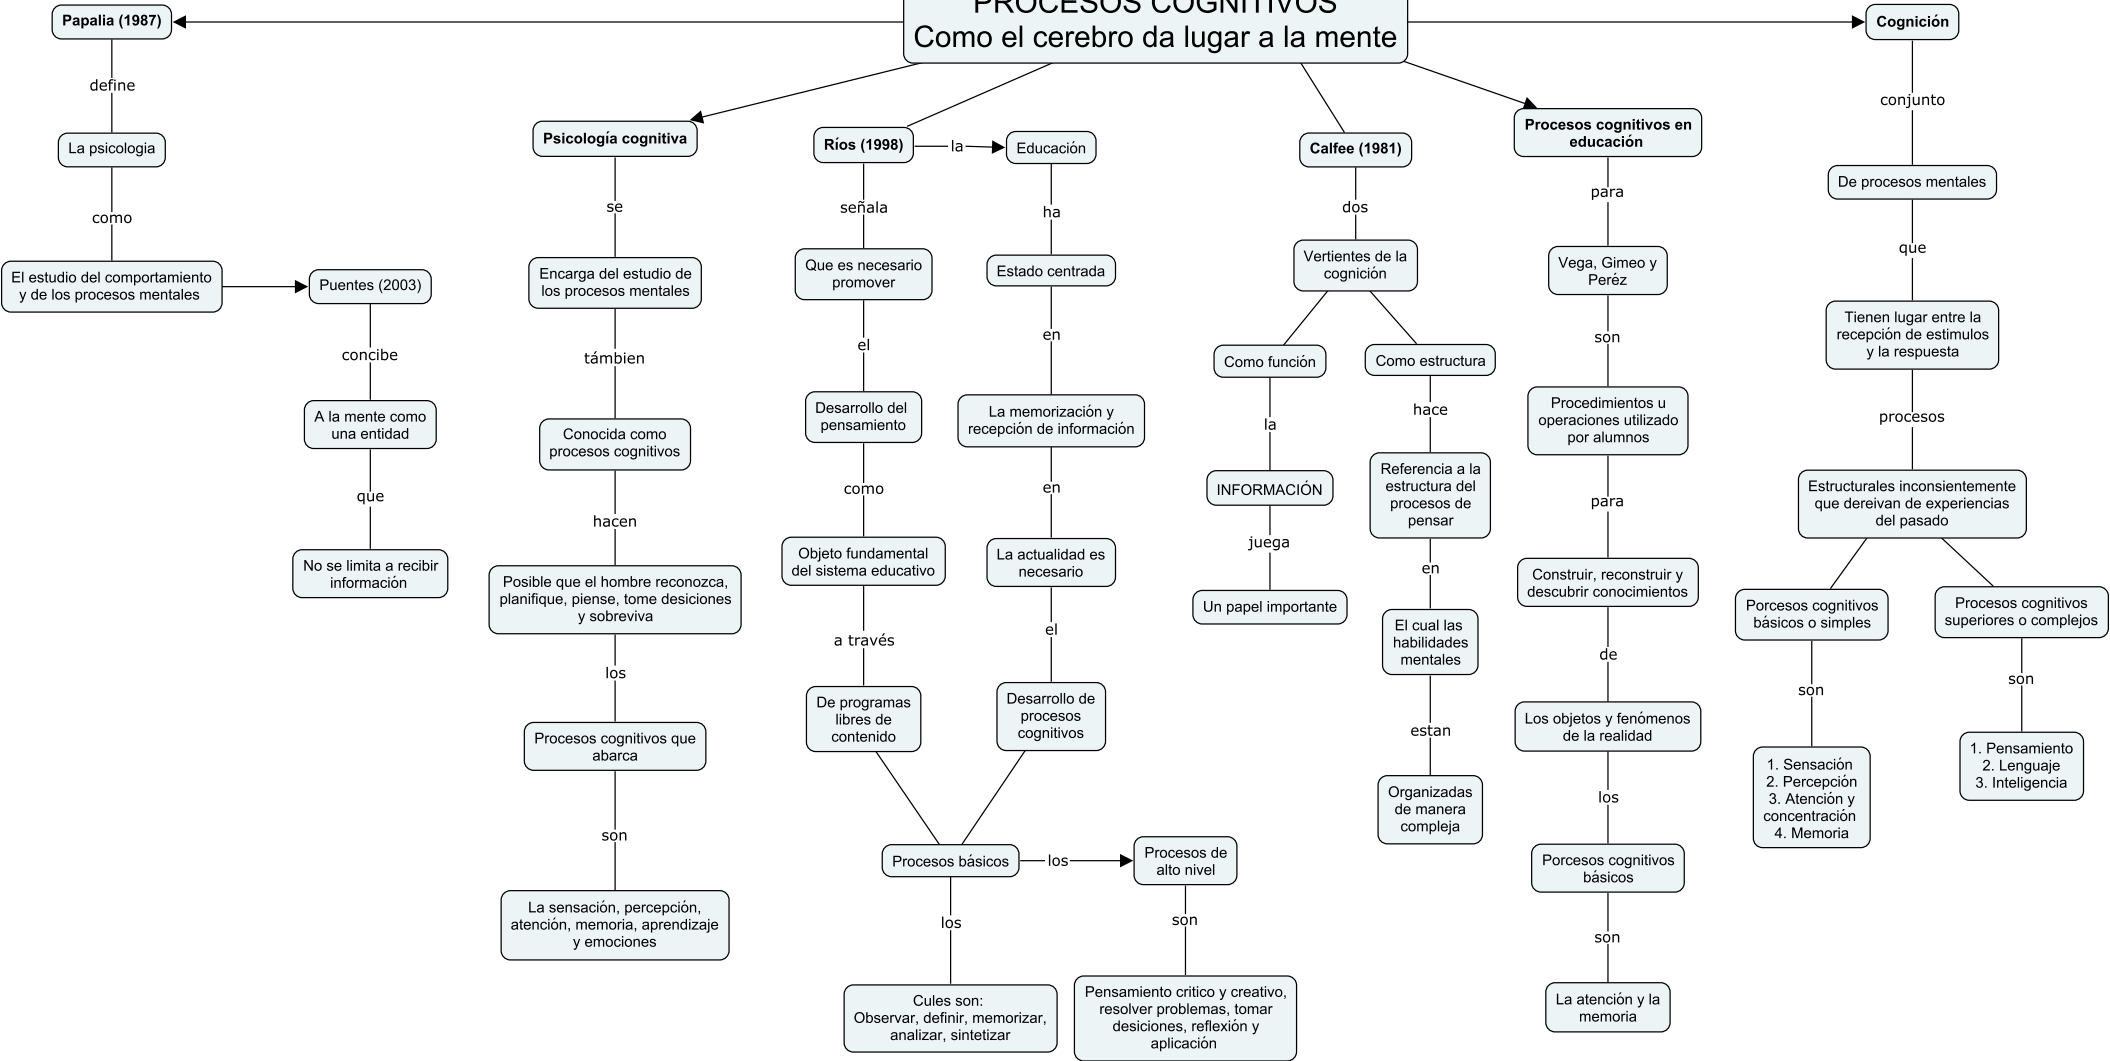 PROCESOS COGNITIVOS
Como el cerebro da lugar a la mente
Papalia (1987)
define
La psicologia
como
El estudio del comportamiento
y de los procesos mentales
Puentes (2003)
concibe
A la mente como
una entidad
que
No se limita a recibir
información
Psicología cognitiva
se
Encarga del estudio de
los procesos mentales
támbien
Conocida como
procesos cognitivos
hacen
Posible que el hombre reconozca,
planifique, piense, tome desiciones
y sobreviva
los
Procesos cognitivos que
abarca
son
La sensación, percepción,
atención, memoria, aprendizaje
y emociones
Ríos (1998)
señala
Que es necesario
promover
el
Desarrollo del
pensamiento
como
Objeto fundamental
del sistema educativo
a través
De programas
libres de
contenido
la
Educación
ha
Estado centrada
en
La memorización y
recepción de información
en
La actualidad es
necesario
el
Desarrollo de
procesos
cognitivos
Procesos básicos
los
Cules son:
Observar, definir, memorizar,
analizar, sintetizar
los
Procesos de
alto nivel
son
Pensamiento critico y creativo,
resolver problemas, tomar
desiciones, reflexión y
aplicación
Calfee (1981)
dos
Vertientes de la
cognición
Como función
la
INFORMACIÓN
juega
Un papel importante
Como estructura
hace
Referencia a la
estructura del
procesos de
pensar
en
El cual las
habilidades
mentales
estan
Organizadas
de manera
compleja
Procesos cognitivos en
educación
para
Vega, Gimeo y
Peréz
son
Procedimientos u
operaciones utilizado
por alumnos
para
Construir, reconstruir y
descubrir conocimientos
de
Los objetos y fenómenos
de la realidad
los
Porcesos cognitivos
básicos
son
La atención y la
memoria
Cognición
conjunto
De procesos mentales
que
Tienen lugar entre la
recepción de estimulos
y la respuesta
procesos
Estructurales inconsientemente
que dereivan de experiencias
del pasado
Porcesos cognitivos
básicos o simples
son
1. Sensación
2. Percepción
3. Atención y
concentración
4. Memoria
Procesos cognitivos
superiores o complejos
son
1. Pensamiento
2. Lenguaje
3. Inteligencia